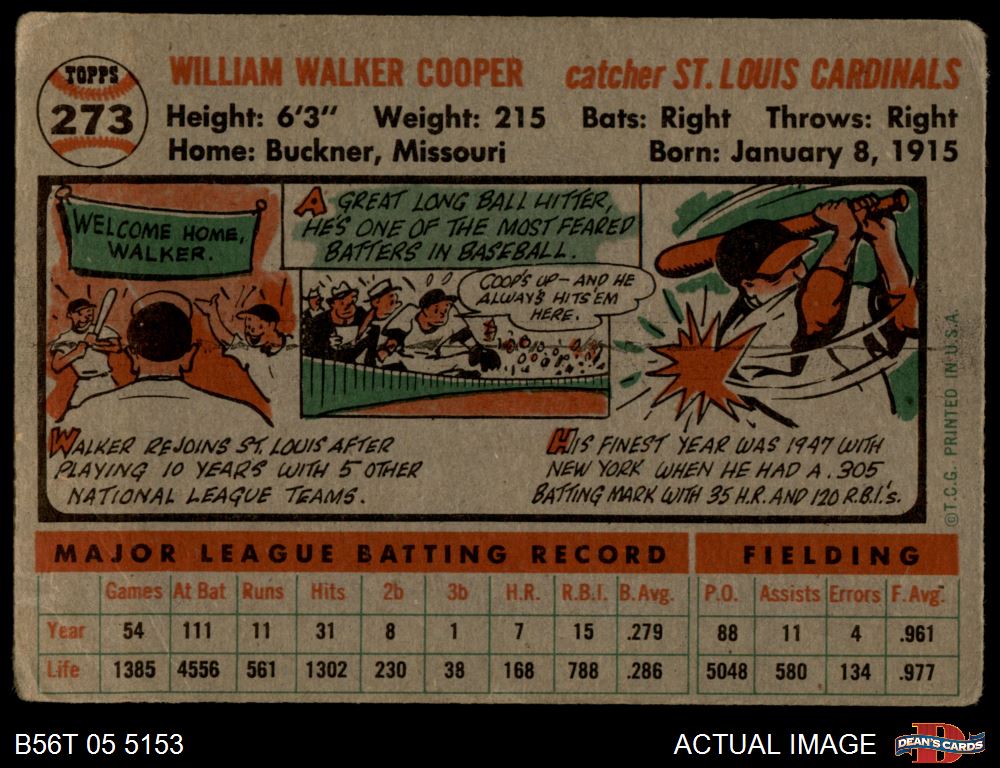 TOPPS
273
WILLIAM WALKER COOPER catcher ST. LOUIS CARDINALS
Height: 6'3" Weight: 215 Bats: Right Throws: Right
Home: Buckner, Missouri Born: January 8, 1915
WELCOME HOME,
WALKER.
A GREAT LONG BALL HITTER,
HE'S ONE OF THE MOST FEARED
BATTERS IN BASEBALL.
COOP'S UP- AND HE
ALWAYS HITS 'EM
HERE.
WALKER REJOINS ST. LOUIS AFTER
PLAYING 10 YEARS WITH 5 OTHER
NATIONAL LEAGUE TEAMS.
HIS FINEST YEAR WAS 1947 WITH
NEW YORK WHEN HE HAD A .305
BATTING MARK WITH 35 H.R. AND 120 R.B.I.'s.
©T.C.G. PRINTED IN U.S.A.
MAJOR LEAGUE BATTING RECORD FIELDING
Games At Bat Runs Hits 2b 3b H.R. R.B.I. B.Avg. P.O. Assists Errors F.Avg.
Year 54 111 11 31 8 1 7 15 .279 88 11 4 .961
Life 1385 4556 561 1302 230 38 168 788 .286 5048 580 134 .977
B56T 05 5153 ACTUAL IMAGE DEAN'S CARDS